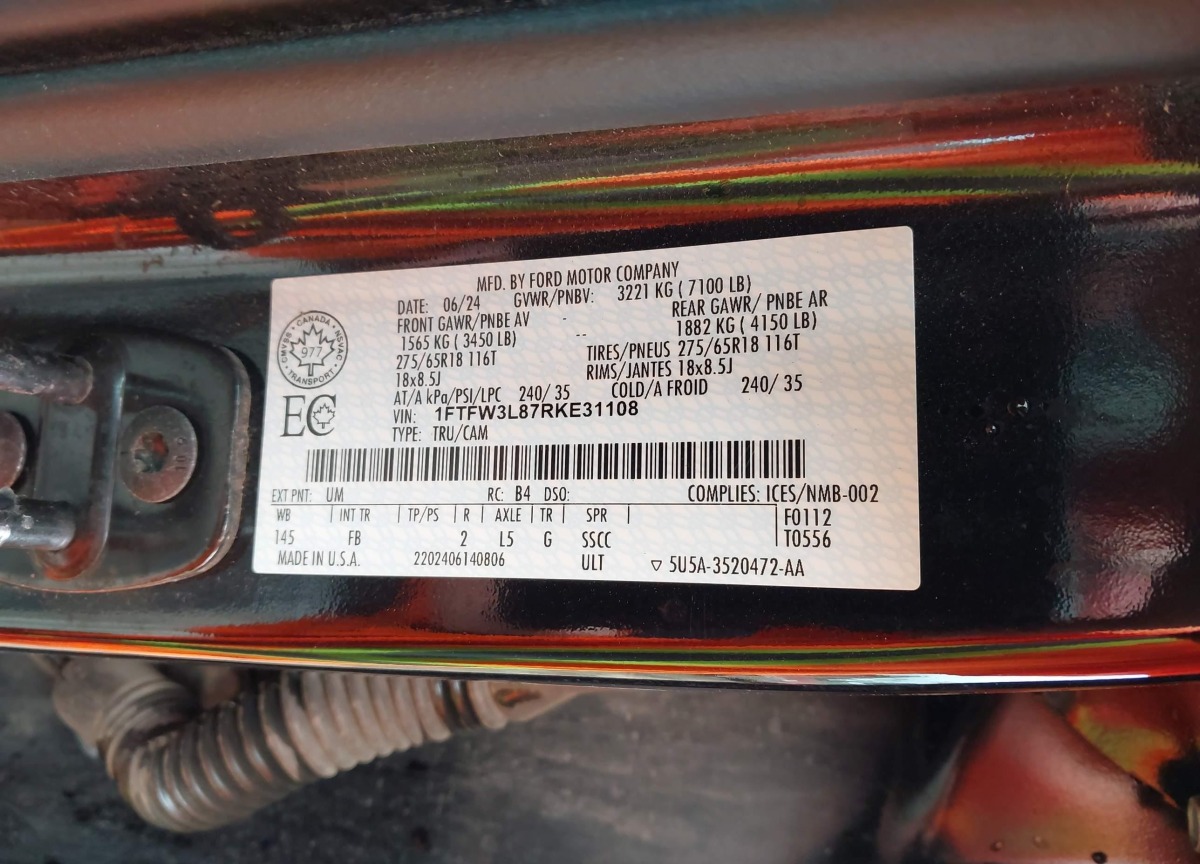 MFD. BY FORD MOTOR COMPANY
DATE: 06/24 GVWR/PNBV: 3221 KG ( 7100 LB)
FRONT GAWR/PNBE AV - REAR GAWR/ PNBE AR
1565 KG ( 3450 LB) -- 1882 KG ( 4150 LB)
275/65R18 116T TIRES/PNEUS 275/65R18 116T
18x8.5J RIMS/JANTES 18x8.5J
AT/A kPa/PSI/LPC 240/ 35 COLD/A FROID 240/ 35
VIN: 1FTFW3L87RKE31108
TYPE: TRU/CAM
CANADA
CMVSS NSVAC
977
TRANSPORT
EC
EXT PNT: UM RC: B4 DSO: COMPLIES: ICES/NMB-002
WB | INT TR | TP/PS | R | AXLE | TR | SPR | F0112
145 FB 2 L5 G SSCC T0556
MADE IN U.S.A. 2202406140806 ULT ▽ 5U5A-3520472-AA